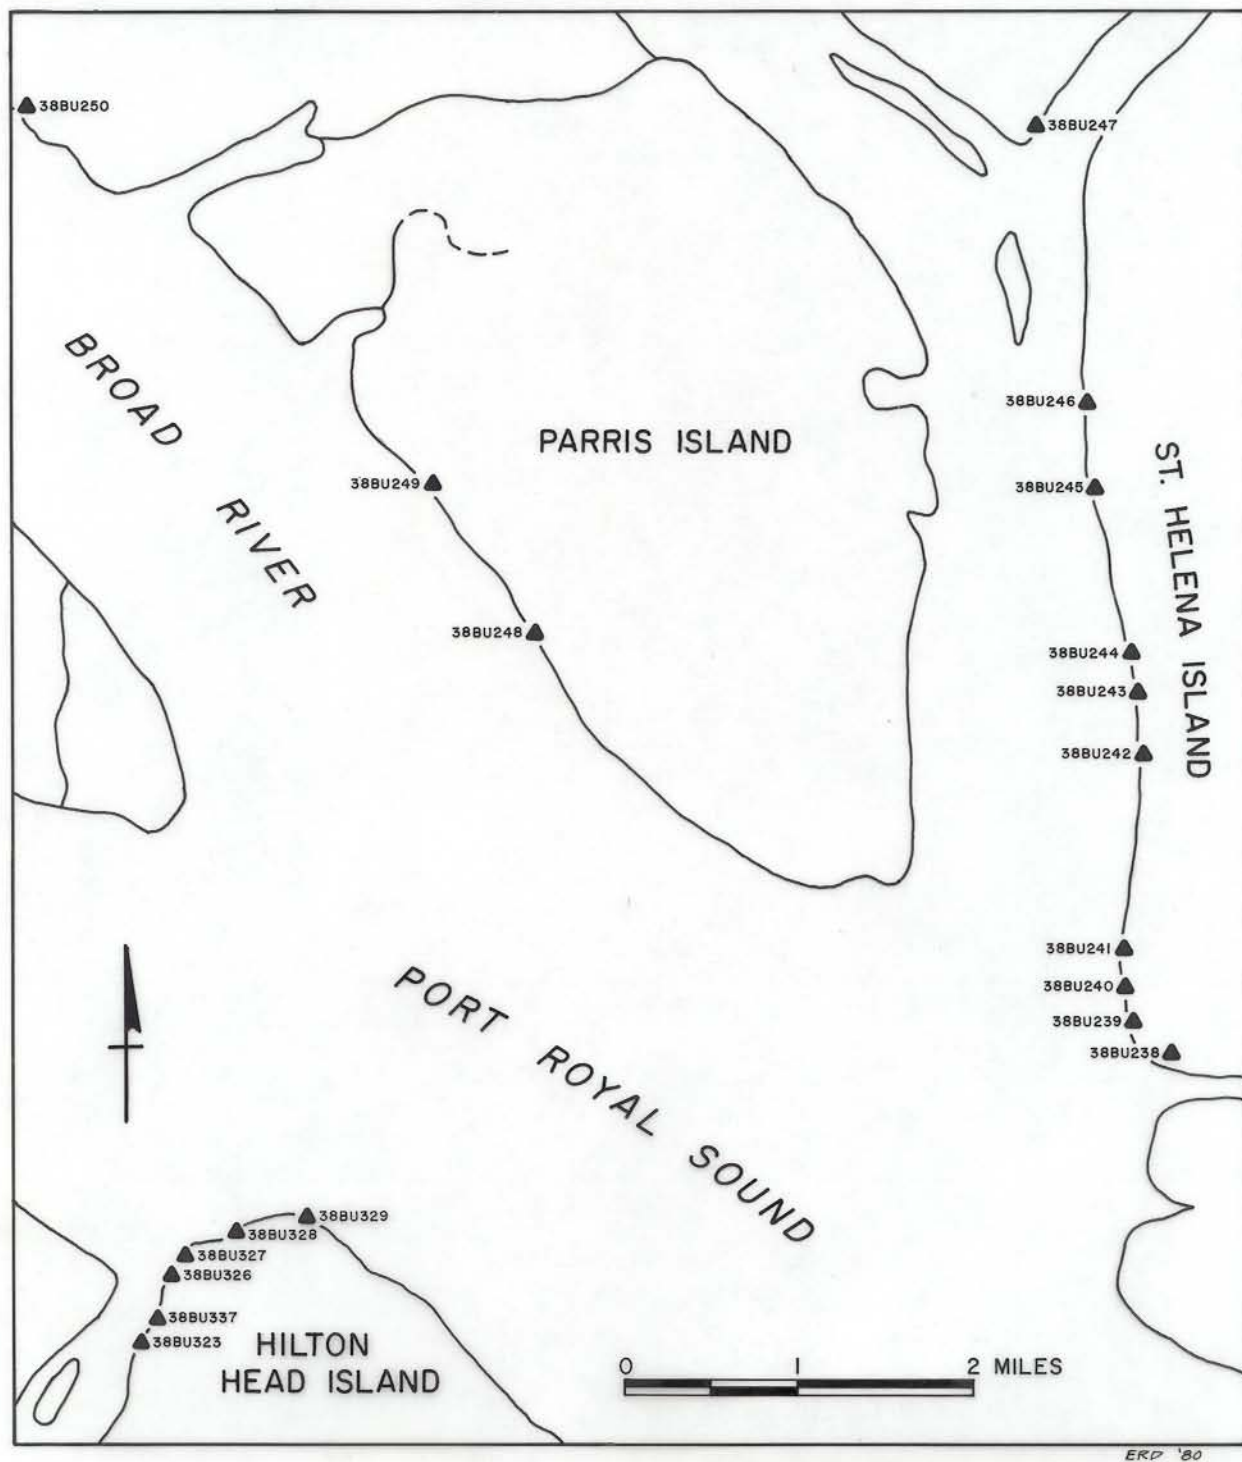 38BU250
38BU247
BROAD RIVER
38BU246
PARRIS ISLAND
38BU249
38BU245
ST. HELENA ISLAND
38BU248
38BU244
38BU243
38BU242
38BU241
PORT ROYAL SOUND
38BU240
38BU239
38BU238
38BU329
38BU328
38BU327
38BU326
38BU337
38BU323
HILTON
HEAD ISLAND
0 1 2 MILES
ERD '80